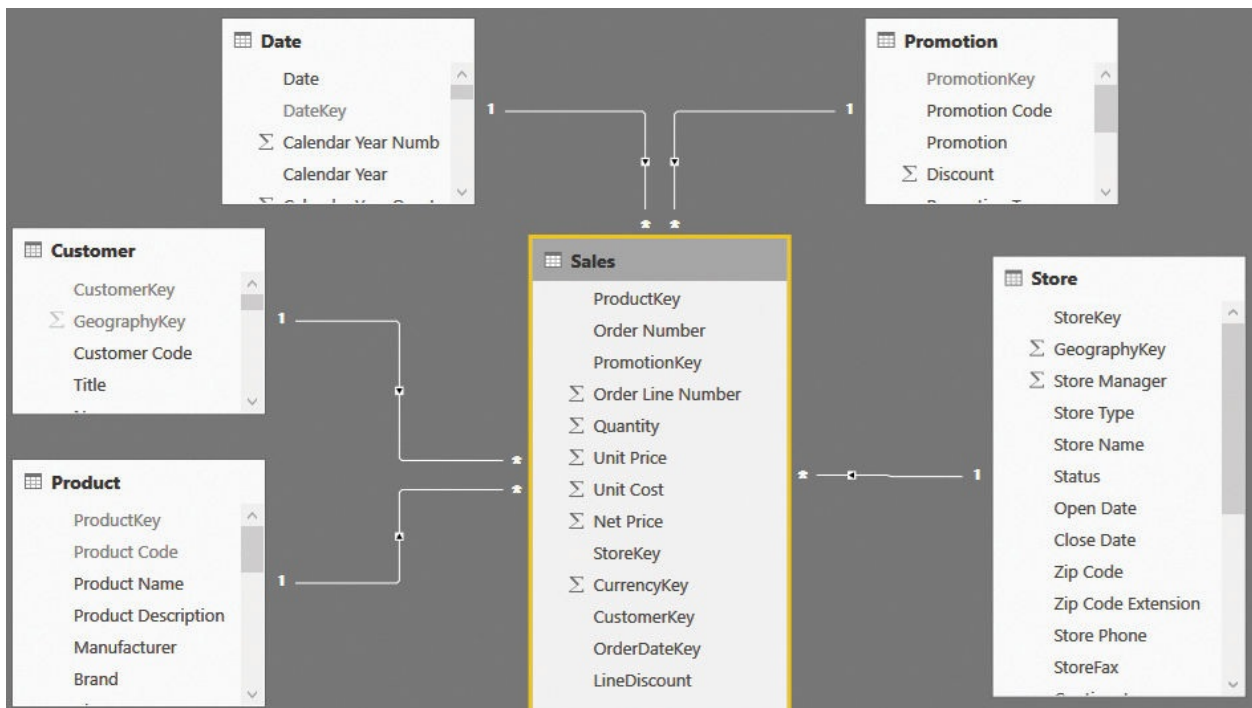 Date
Date
DateKey
Σ Calendar Year Numb
Calendar Year
Promotion
PromotionKey
Promotion Code
Promotion
Σ Discount
1
1
*
*
Customer
CustomerKey
Σ GeographyKey
Customer Code
Title
1
*
Product
ProductKey
Product Code
Product Name
Product Description
Manufacturer
Brand
1
*
Sales
ProductKey
Order Number
PromotionKey
Σ Order Line Number
Σ Quantity
Σ Unit Price
Σ Unit Cost
Σ Net Price
StoreKey
Σ CurrencyKey
CustomerKey
OrderDateKey
LineDiscount
*
1
Store
StoreKey
Σ GeographyKey
Σ Store Manager
Store Type
Store Name
Status
Open Date
Close Date
Zip Code
Zip Code Extension
Store Phone
StoreFax